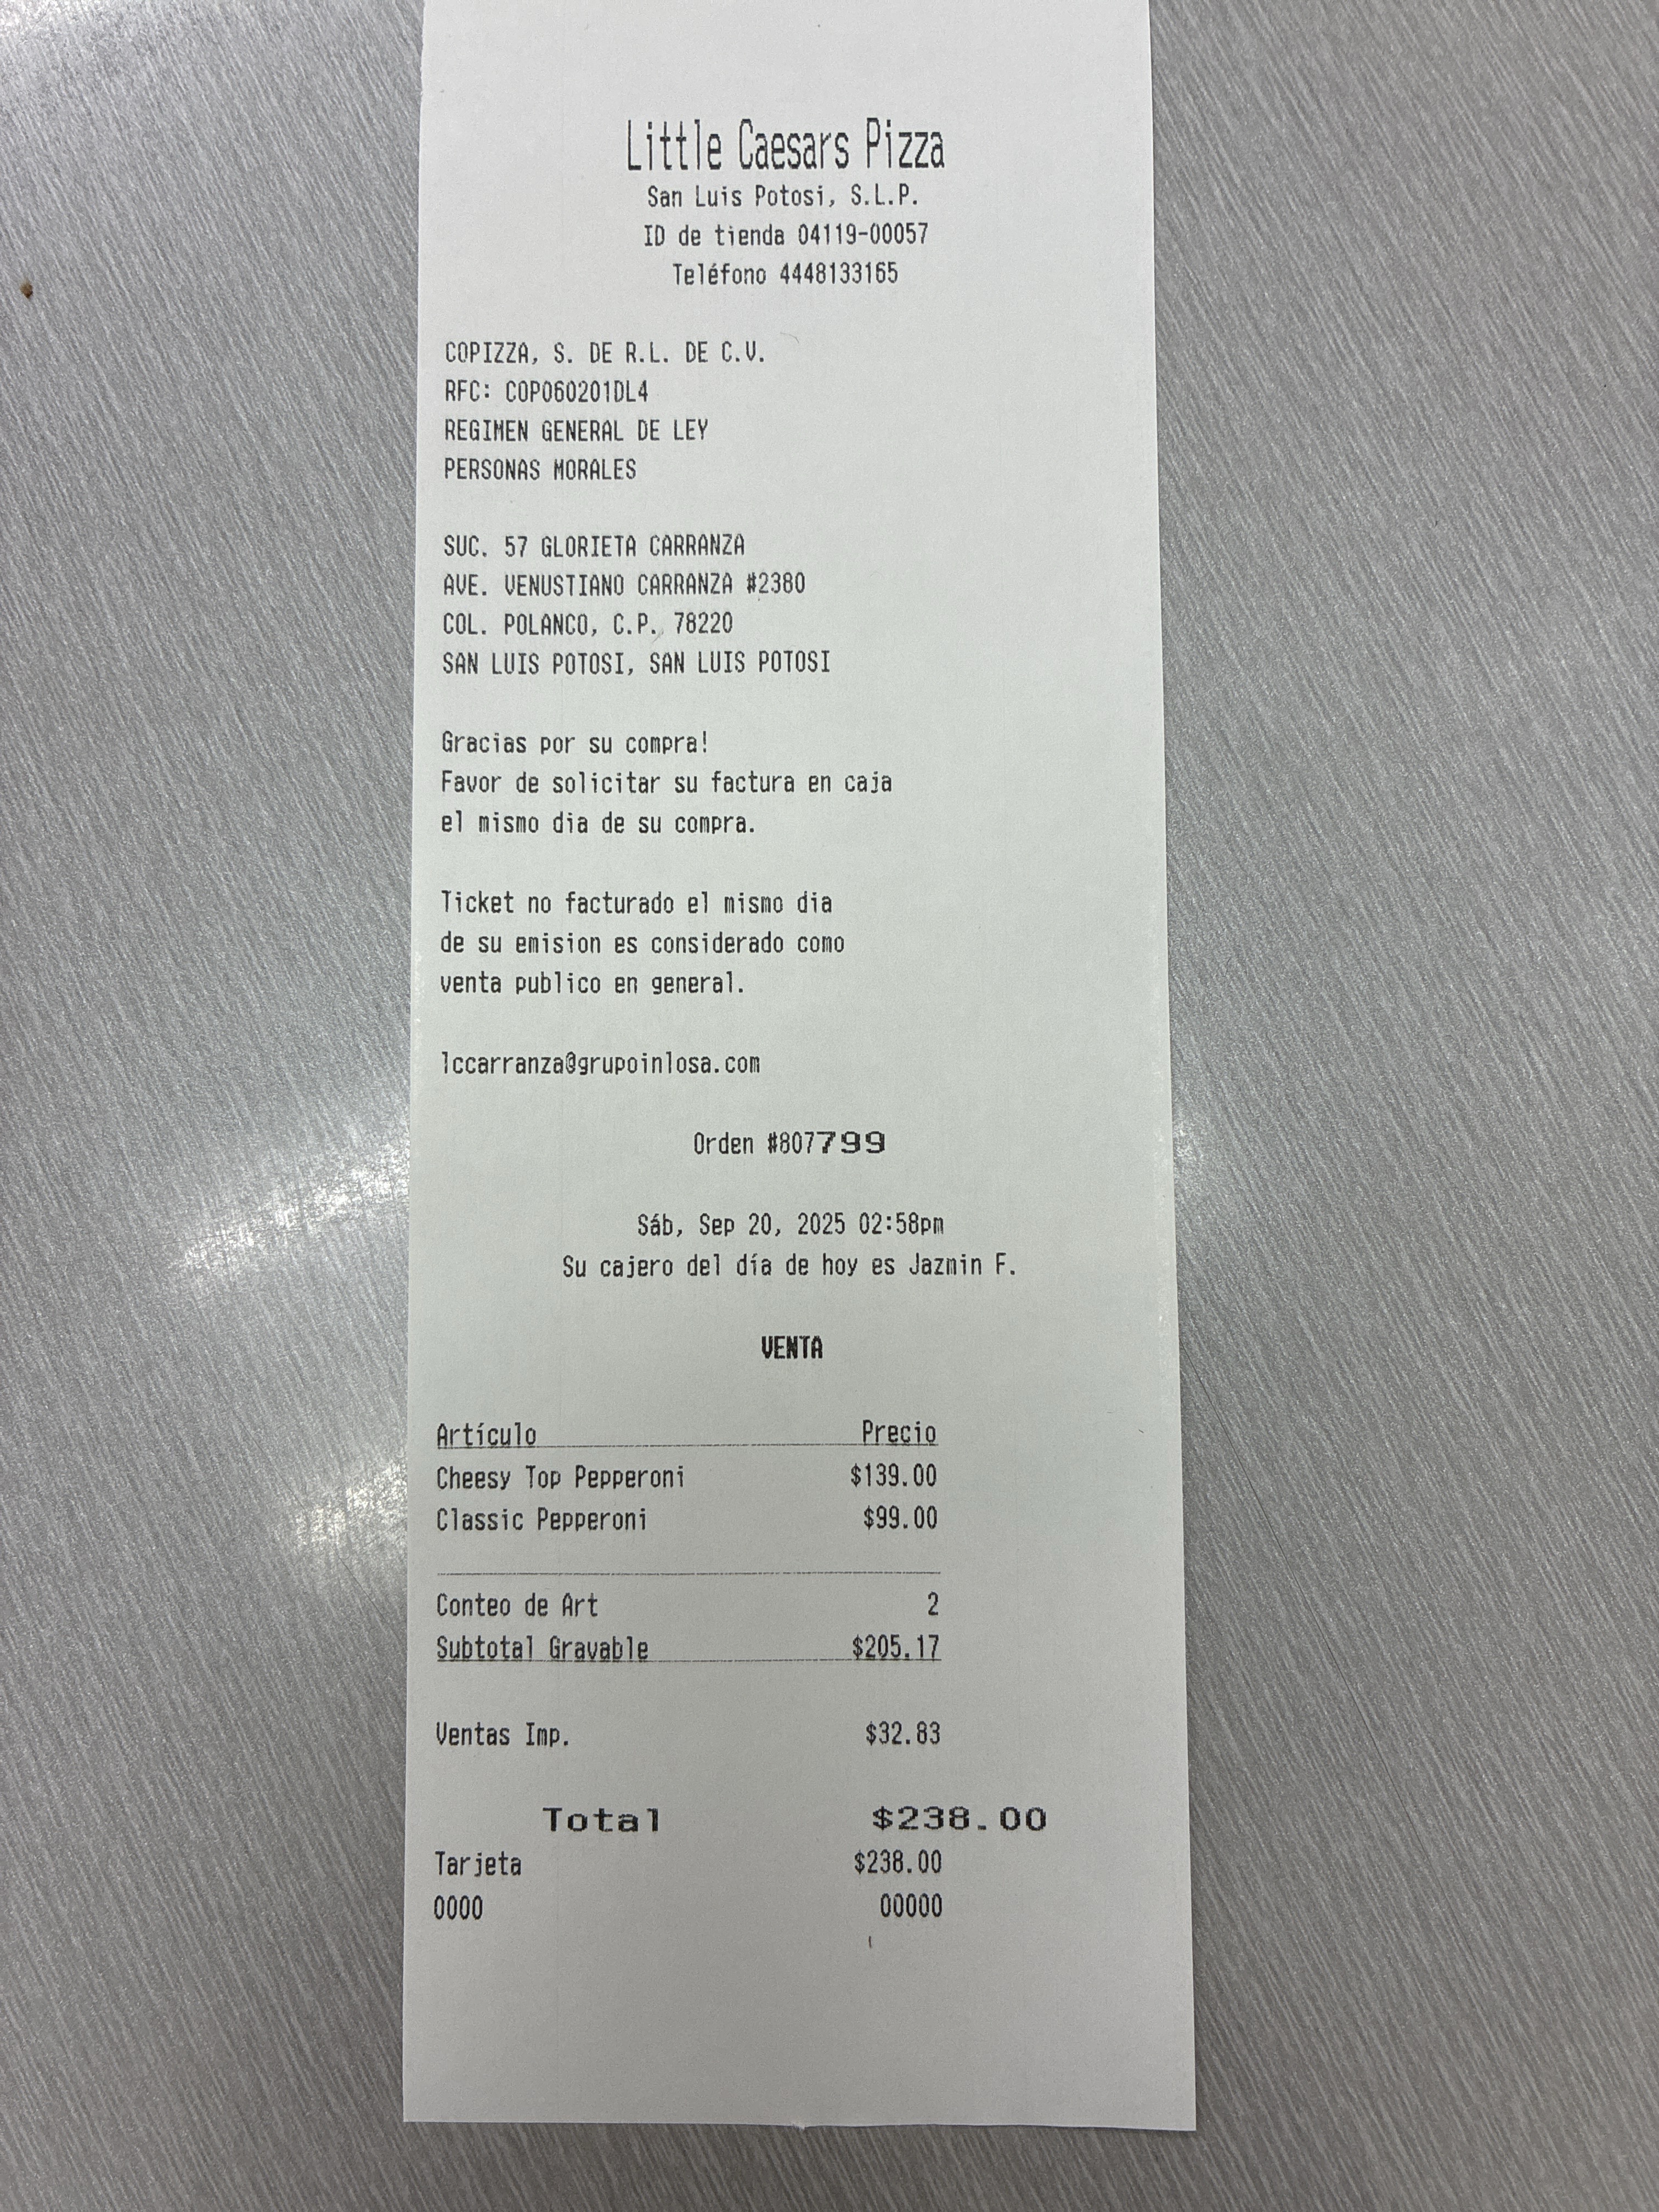 Little Caesars Pizza
San Luis Potosi, S.L.P.
ID de tienda 04119-00057
Teléfono 4448133165
COPIZZA, S. DE R.L. DE C.V.
RFC: COP060201DL4
REGIMEN GENERAL DE LEY
PERSONAS MORALES
SUC. 57 GLORIETA CARRANZA
AVE. VENUSTIANO CARRANZA #2380
COL. POLANCO, C.P. 78220
SAN LUIS POTOSI, SAN LUIS POTOSI
Gracias por su compra!
Favor de solicitar su factura en caja
el mismo dia de su compra.
Ticket no facturado el mismo dia
de su emision es considerado como
venta publico en general.
lccarranza@grupoinlosa.com
Orden #807799
Sáb, Sep 20, 2025 02:58pm
Su cajero del día de hoy es Jazmin F.
VENTA
Artículo Precio
Cheesy Top Pepperoni $139.00
Classic Pepperoni $99.00
Conteo de Art 2
Subtotal Gravable $205.17
Ventas Imp. $32.83
Total $238.00
Tarjeta $238.00
0000 00000